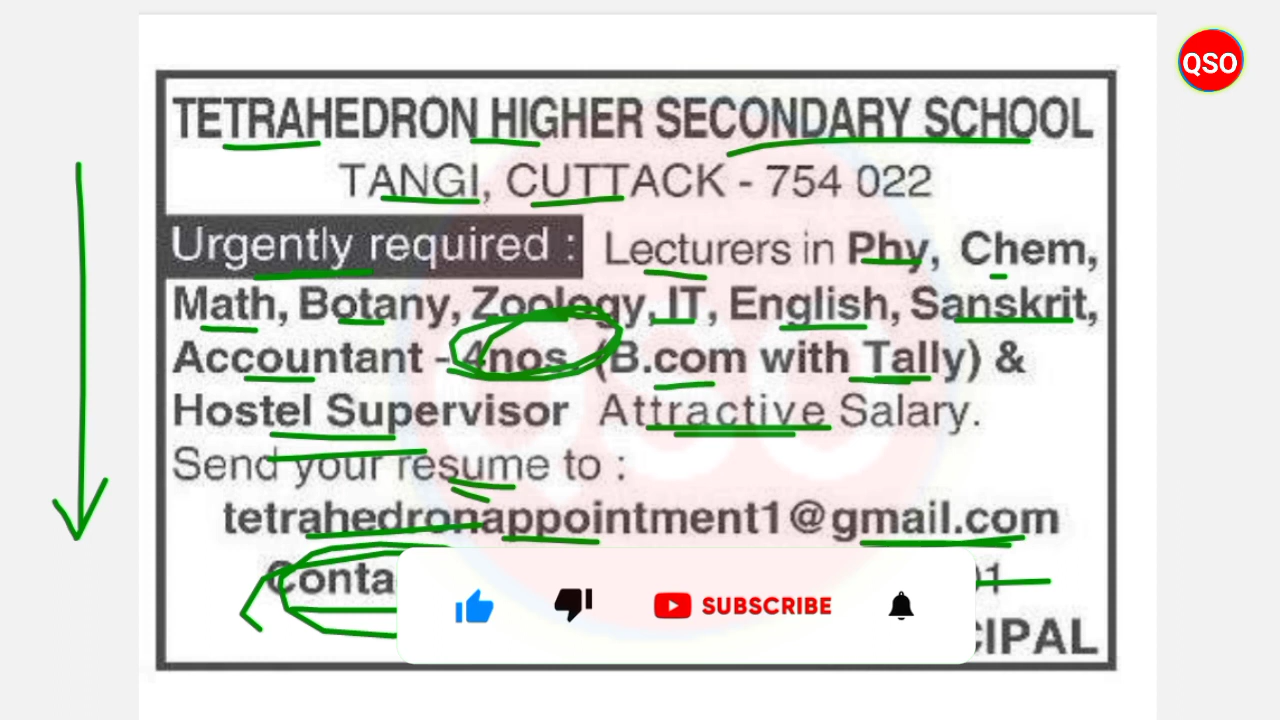 QSO
TETRAHEDRON HIGHER SECONDARY SCHOOL
TANGI, CUTTACK - 754 022
Urgently required : Lecturers in Phy, Chem,
Math, Botany, Zoology, IT, English, Sanskrit,
Accountant - 4nos (B.com with Tally) &
Hostel Supervisor Attractive Salary.
Send your resume to :
tetrahedronappointment1@gmail.com
SUBSCRIBE